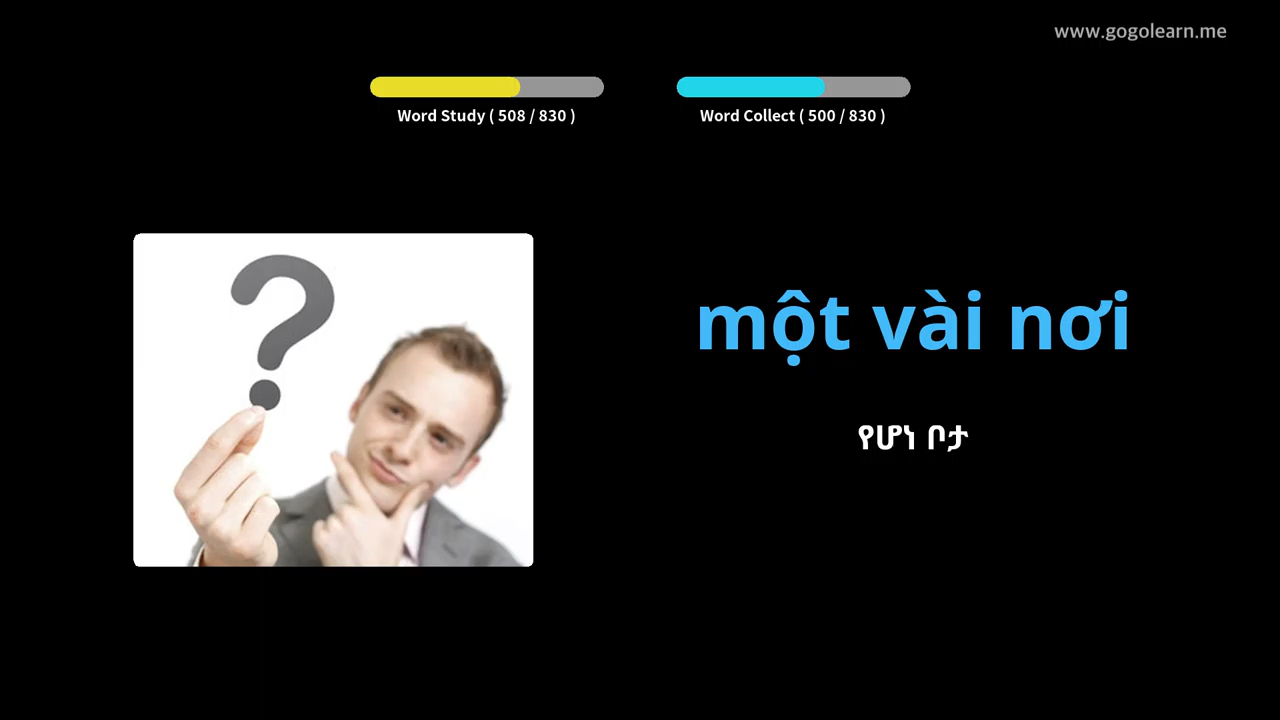 www.gogolearn.me
Word Study ( 508 / 830 )
Word Collect ( 500 / 830 )
một vài nơi
የሆነ ቦታ